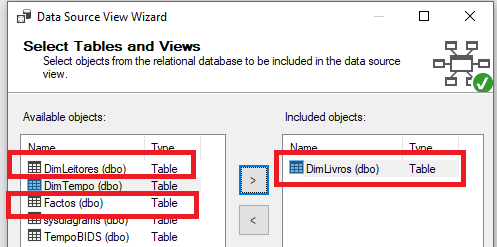 Data Source View Wizard
Select Tables and Views
Select objects from the relational database to be included in the data source
view.
Available objects:
Included objects:
Name Type
Name Type
DimLeitores (dbo) Table
DimLivros (dbo) Table
DimTempo (dbo) Table
>
Factos (dbo) Table
sysdiagrams (dbo) Table
<
TempoBIDS (dbo) Table